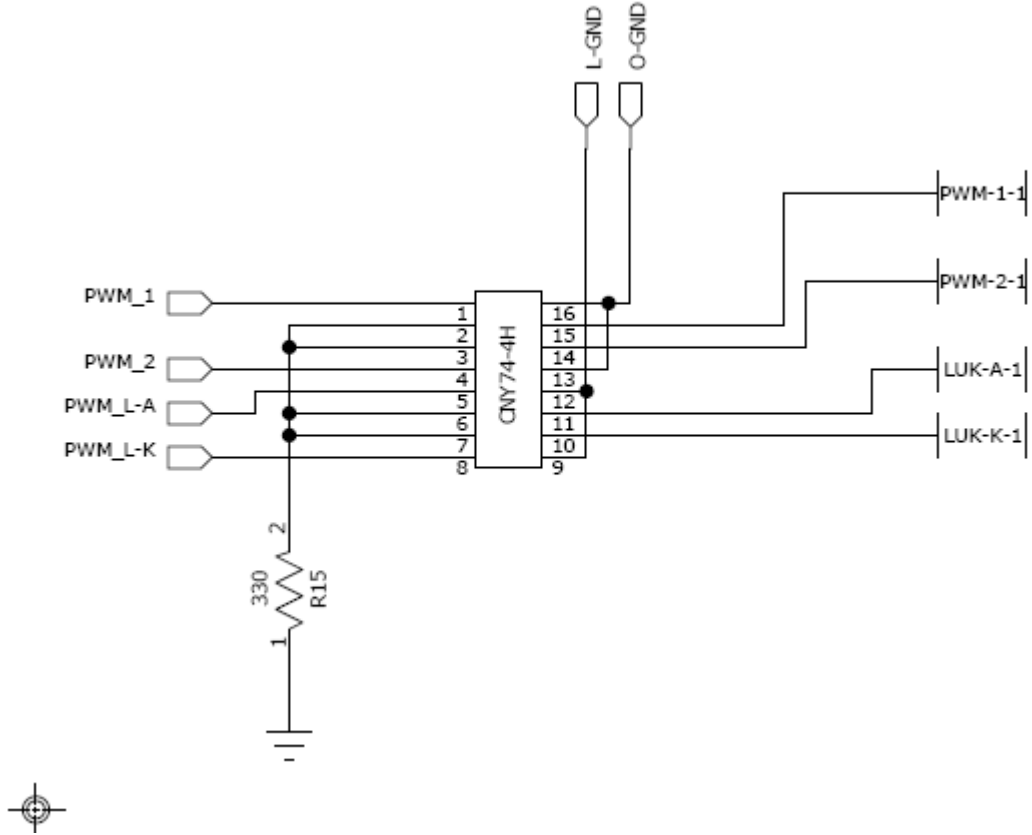 L-GND
O-GND
PWM-1-1
PWM-2-1
LUK-A-1
LUK-K-1
PWM_1
PWM_2
PWM_L-A
PWM_L-K
CNY74-4H
1
2
3
4
5
6
7
8
16
15
14
13
12
11
10
9
2
330
R15
1